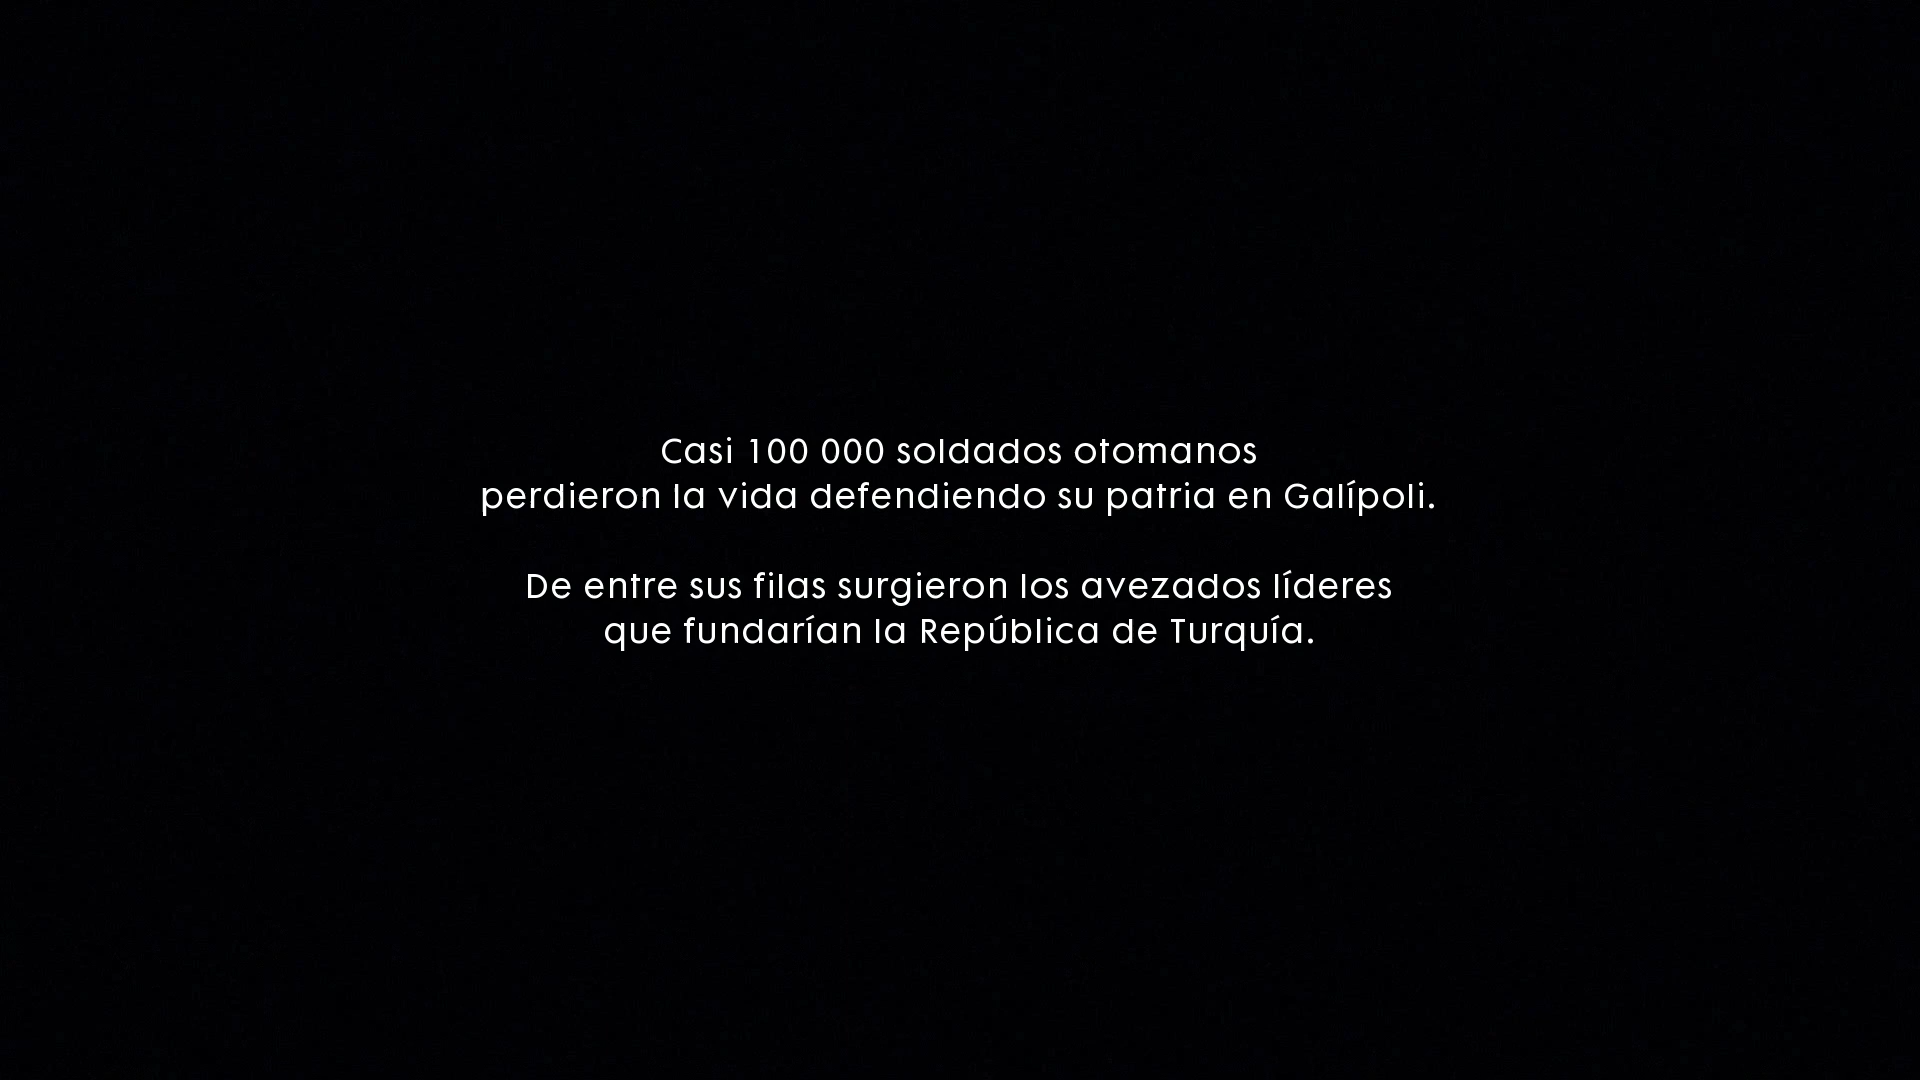 Casi 100 000 soldados otomanos
perdieron la vida defendiendo su patria en Galípoli.
De entre sus filas surgieron los avezados líderes
que fundarían la República de Turquía.